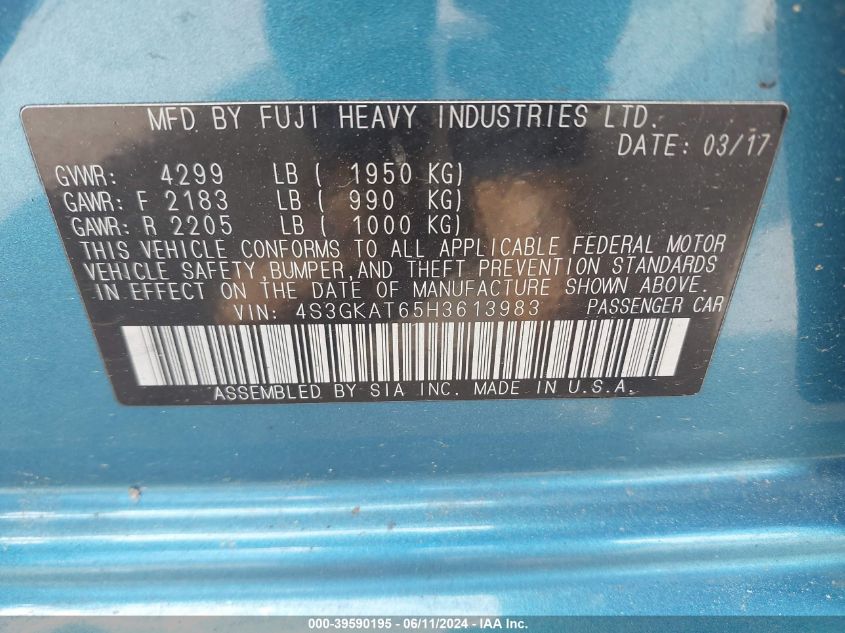 MFD. BY FUJI HEAVY INDUSTRIES LTD.
DATE: 03/17
GVWR: 4299 LB ( 1950 KG)
GAWR: F 2183 LB ( 990 KG)
GAWR: R 2205 LB ( 1000 KG)
THIS VEHICLE CONFORMS TO ALL APPLICABLE FEDERAL MOTOR
VEHICLE SAFETY BUMPER,AND THEFT PREVENTION STANDARDS
IN EFFECT ON THE DATE OF MANUFACTURE SHOWN ABOVE.
VIN: 4S3GKAT65H3613983 PASSENGER CAR
ASSEMBLED BY SIA INC. MADE IN U.S.A.
000-39590195 - 06/11/2024 - IAA Inc.